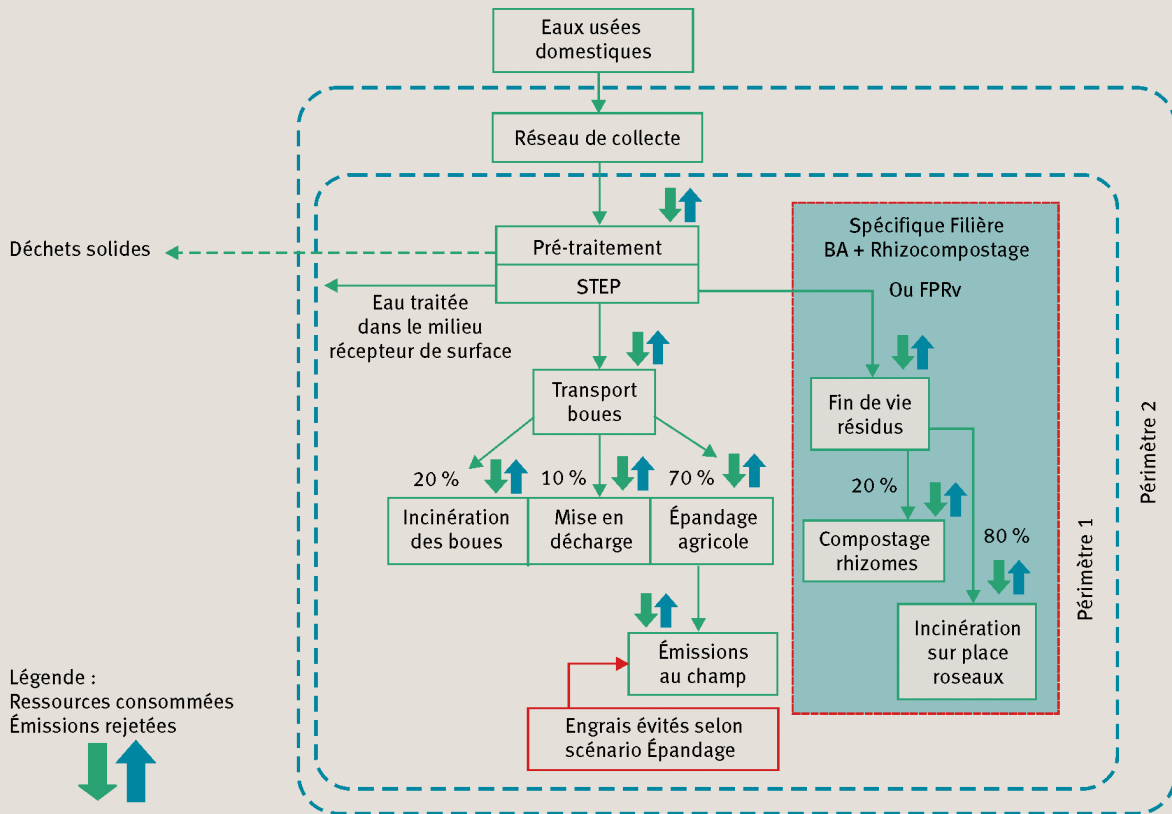 Eaux usées
domestiques
Réseau de collecte
Déchets solides
Pré-traitement
STEP
Eau traitée
dans le milieu
récepteur de surface
Spécifique Filière
BA + Rhizocompostage
Ou FPRv
Transport
boues
Fin de vie
résidus
20 %
10 %
70 %
Incinération
des boues
Mise en
décharge
Épandage
agricole
20 %
Compostage
rhizomes
80 %
Incinération
sur place
roseaux
Émissions
au champ
Engrais évités selon
scénario Épandage
Périmètre 1
Périmètre 2
Légende :
Ressources consommées
Émissions rejetées